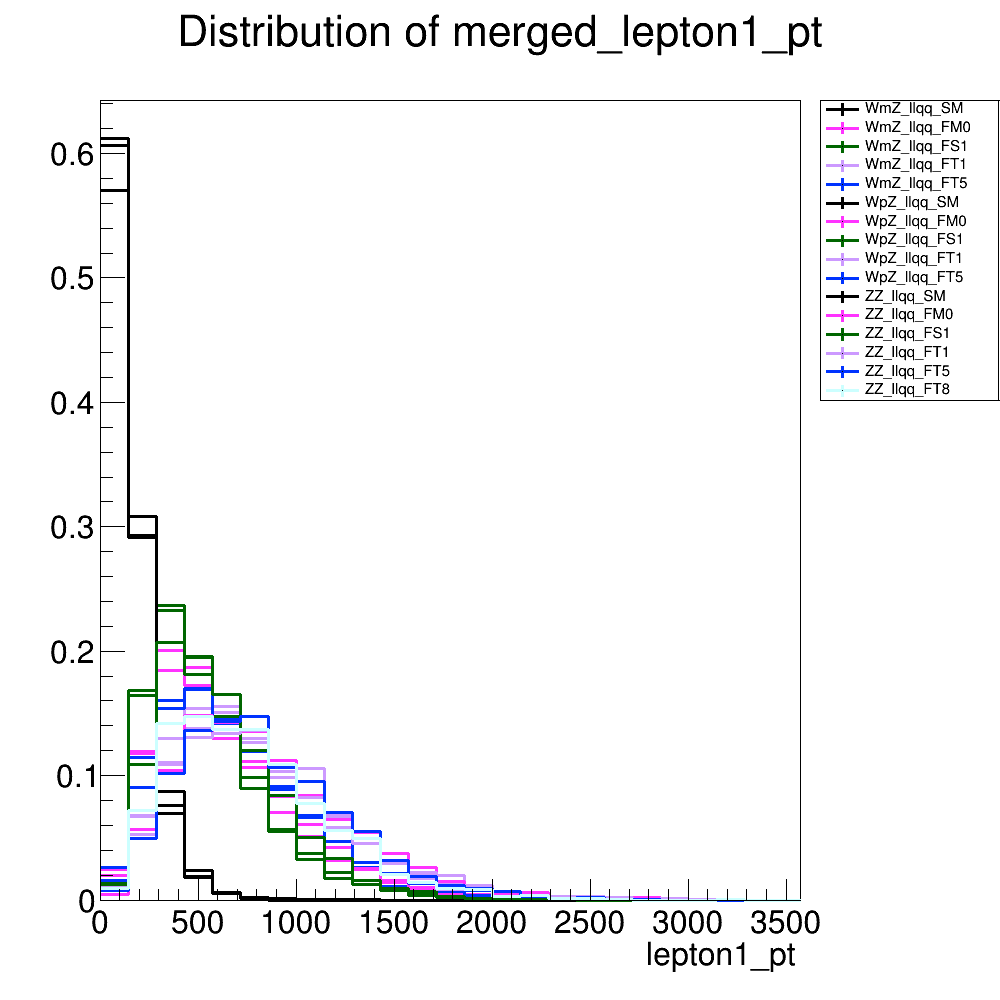 Distribution of merged_lepton1_pt
WmZ_llqq_SM
WmZ_llqq_FM0
WmZ_llqq_FS1
WmZ_llqq_FT1
WmZ_llqq_FT5
WpZ_llqq_SM
WpZ_llqq_FM0
WpZ_llqq_FS1
WpZ_llqq_FT1
WpZ_llqq_FT5
ZZ_llqq_SM
ZZ_llqq_FM0
ZZ_llqq_FS1
ZZ_llqq_FT1
ZZ_llqq_FT5
ZZ_llqq_FT8
0.6
0.5
0.4
0.3
0.2
0.1
0
0 500 1000 1500 2000 2500 3000 3500
lepton1_pt